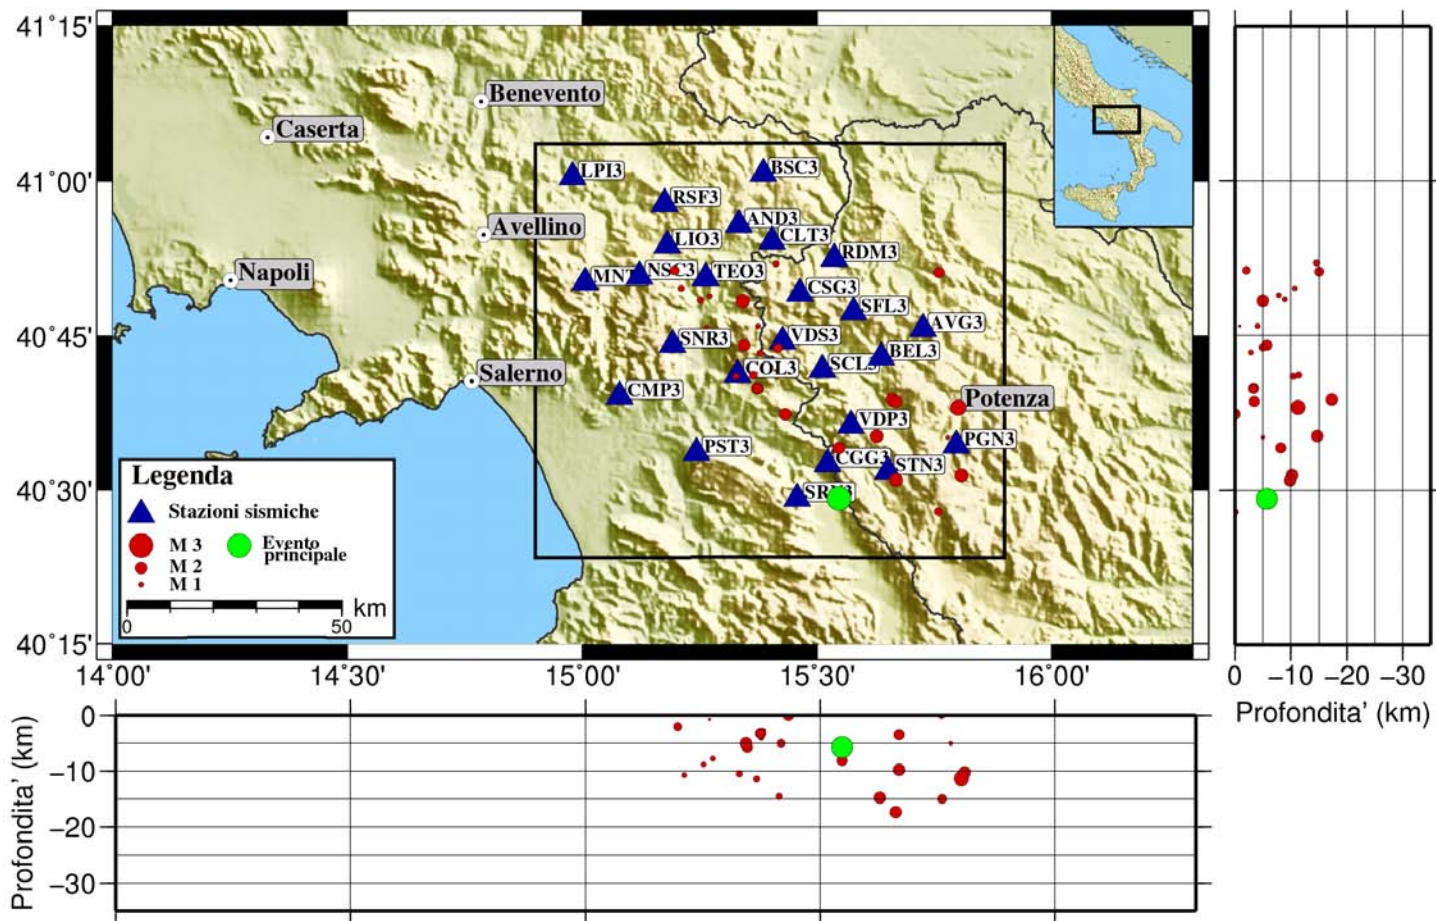 41°15'
Benevento
Caserta
41°00'
LPI3
BSC3
RSF3
AND3
Avellino
LIO3
CLT3
RDM3
Napoli
MNT
NSC3
TEO3
CSG3
SFL3
AVG3
40°45'
SNR3
VDS3
BEL3
Salerno
COL3
SCL3
CMP3
Potenza
VDP3
PST3
PGN3
CGG3
STN3
40°30'
Legenda
Stazioni sismiche
M 3
Evento
principale
M 2
M 1
km
0
50
40°15'
14°00'
14°30'
15°00'
15°30'
16°00'
0 −10 −20 −30
Profondita' (km)
Profondita' (km)
0
−10
−20
−30